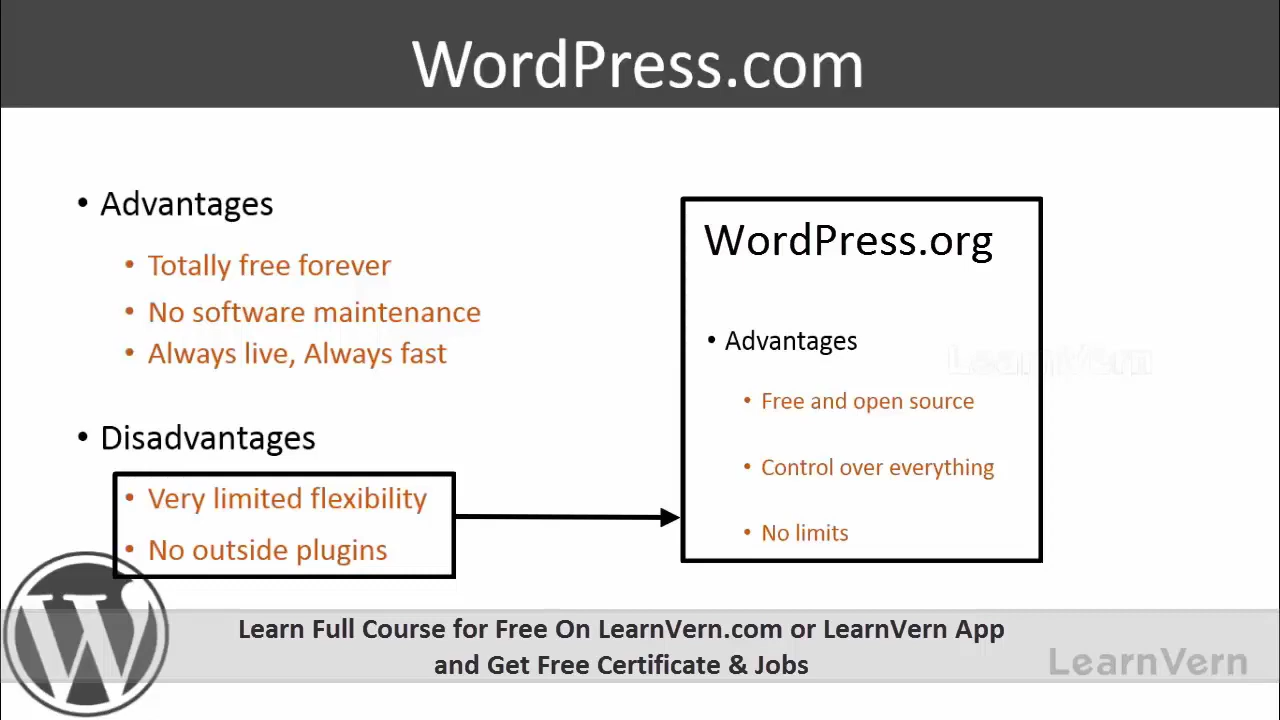 WordPress.com
• Advantages
• Totally free forever
• No software maintenance
• Always live, Always fast
• Disadvantages
• Very limited flexibility
• No outside plugins
WordPress.org
• Advantages
LearnVern
• Free and open source
• Control over everything
• No limits
Learn Full Course for Free On LearnVern.com or LearnVern App
and Get Free Certificate & Jobs
LearnVern